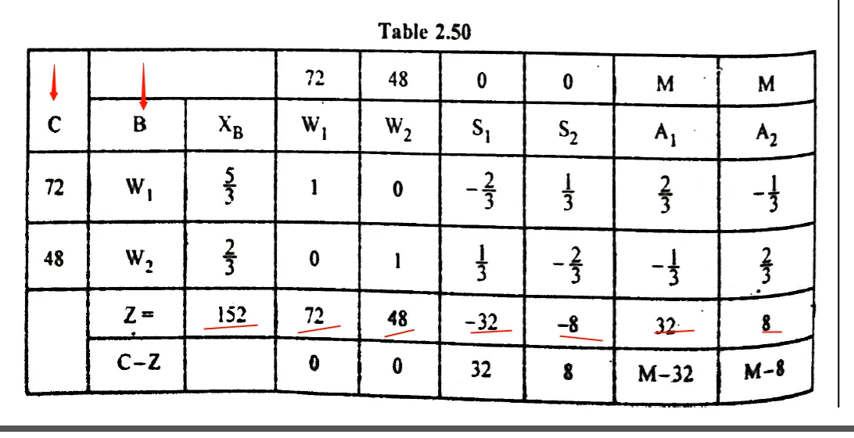 Table 2.50
72 48 0 0 M M
C B X_B W_1 W_2 S_1 S_2 A_1 A_2
72 W_1 5/3 1 0 -2/3 1/3 2/3 -1/3
48 W_2 2/3 0 1 1/3 -2/3 -1/3 2/3
Z = 152 72 48 -32 -8 32 8
C-Z 0 0 32 8 M-32 M-8